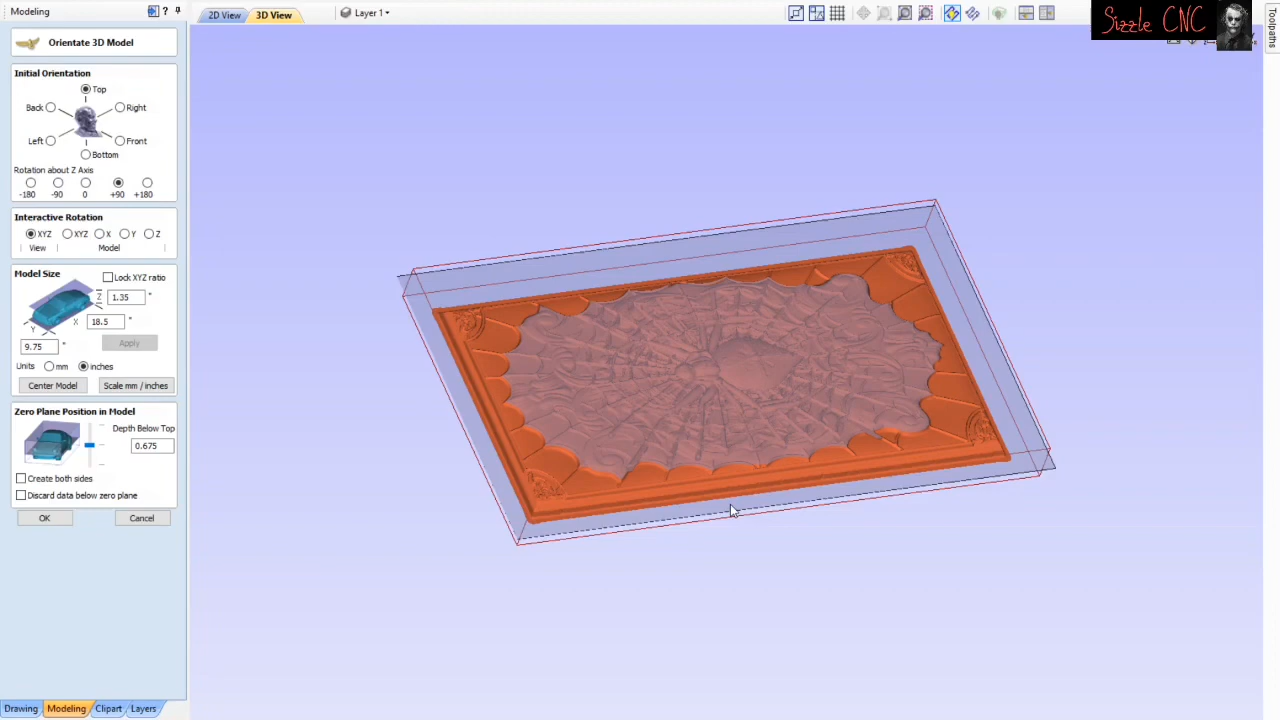 Modeling
?
2D View
3D View
Layer 1
Sizzle CNC
Toolpaths
Orientate 3D Model
Initial Orientation
Top
Back
Right
Left
Front
Bottom
Rotation about Z Axis
-180 -90 0 +90 +180
Interactive Rotation
XYZ XYZ X Y Z
View Model
Model Size
Lock XYZ ratio
Z 1.35 "
X 18.5 "
Y
9.75 "
Apply
Units mm inches
Center Model Scale mm / inches
Zero Plane Position in Model
Depth Below Top
0.675
Create both sides
Discard data below zero plane
OK Cancel
Drawing Modeling Clipart Layers